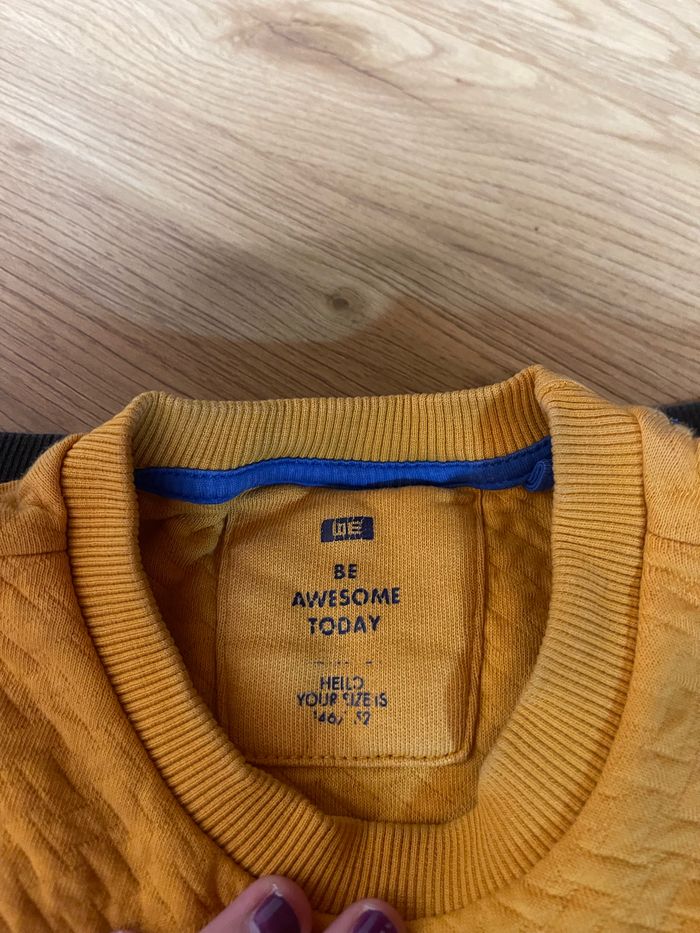 WE
BE
AWESOME
TODAY
HELLO
YOUR SIZE IS
146/152